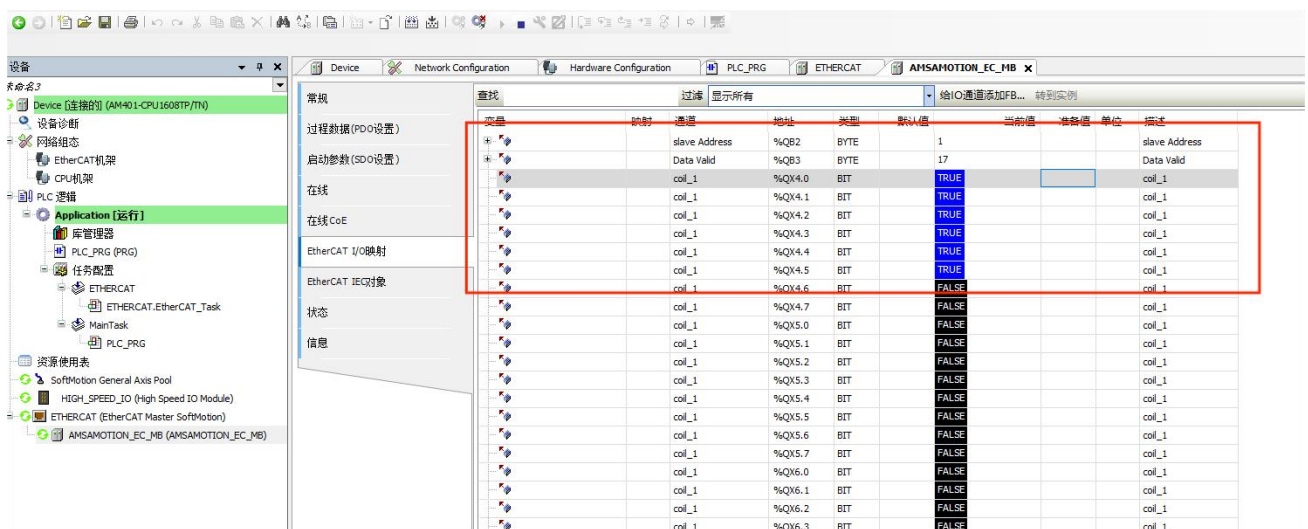 设备
Device
Network Configuration
Hardware Configuration
PLC_PRG
ETHERCAT
AMSAMOTION_EC_MB
未命名3
Device [连接的] (AM401-CPU1608TP/TN)
设备诊断
网络组态
EtherCAT机架
CPU机架
PLC 逻辑
Application [运行]
库管理器
PLC_PRG (PRG)
任务配置
ETHERCAT
ETHERCAT.EtherCAT_Task
MainTask
PLC_PRG
资源使用表
SoftMotion General Axis Pool
HIGH_SPEED_IO (High Speed IO Module)
ETHERCAT (EtherCAT Master SoftMotion)
AMSAMOTION_EC_MB (AMSAMOTION_EC_MB)
常规
过程数据(PDO设置)
启动参数(SDO设置)
在线
在线CoE
EtherCAT I/O映射
EtherCAT IEC对象
状态
信息
查找 过滤 显示所有 给IO通道添加FB... 转到实例
变量 映射 通道 地址 类型 默认值 当前值 准备值 单位 描述
slave Address %QB2 BYTE 1 slave Address
Data Valid %QB3 BYTE 17 Data Valid
coil_1 %QX4.0 BIT TRUE coil_1
coil_1 %QX4.1 BIT TRUE coil_1
coil_1 %QX4.2 BIT TRUE coil_1
coil_1 %QX4.3 BIT TRUE coil_1
coil_1 %QX4.4 BIT TRUE coil_1
coil_1 %QX4.5 BIT TRUE coil_1
coil_1 %QX4.6 BIT FALSE coil_1
coil_1 %QX4.7 BIT FALSE coil_1
coil_1 %QX5.0 BIT FALSE coil_1
coil_1 %QX5.1 BIT FALSE coil_1
coil_1 %QX5.2 BIT FALSE coil_1
coil_1 %QX5.3 BIT FALSE coil_1
coil_1 %QX5.4 BIT FALSE coil_1
coil_1 %QX5.5 BIT FALSE coil_1
coil_1 %QX5.6 BIT FALSE coil_1
coil_1 %QX5.7 BIT FALSE coil_1
coil_1 %QX6.0 BIT FALSE coil_1
coil_1 %QX6.1 BIT FALSE coil_1
coil_1 %QX6.2 BIT FALSE coil_1
coil_1 %QX6.3 BIT FALSE coil_1